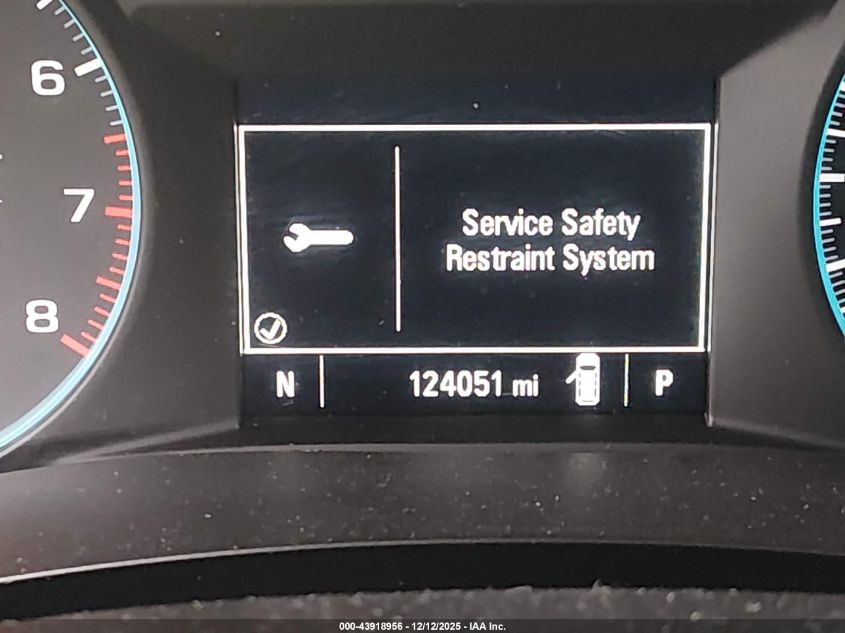 6
7
8
Service Safety
Restraint System
N 124051 mi P
000-43918956 - 12/12/2025 - IAA Inc.